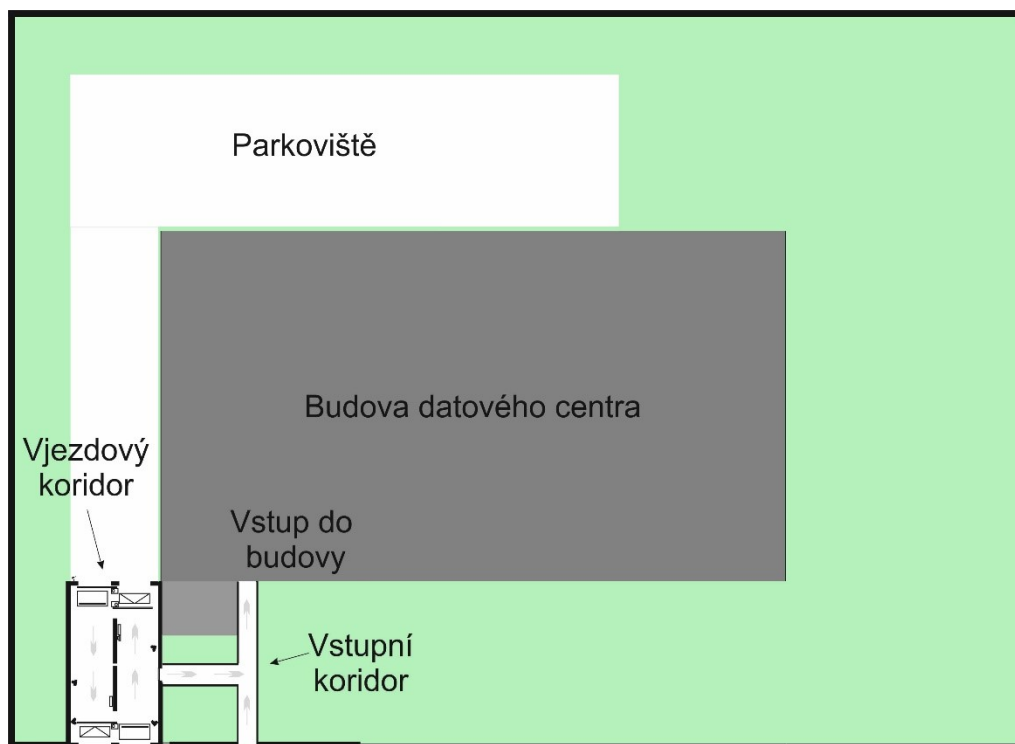 Parkoviště
Budova datového centra
Vjezdový
koridor
Vstup do
budovy
Vstupní
koridor